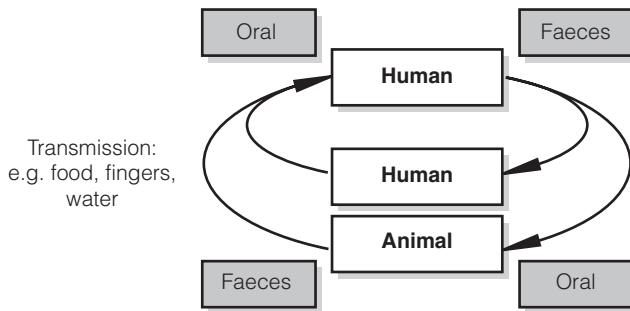 Oral
Faeces
Human
Transmission:
e.g. food, fingers,
water
Human
Animal
Faeces
Oral